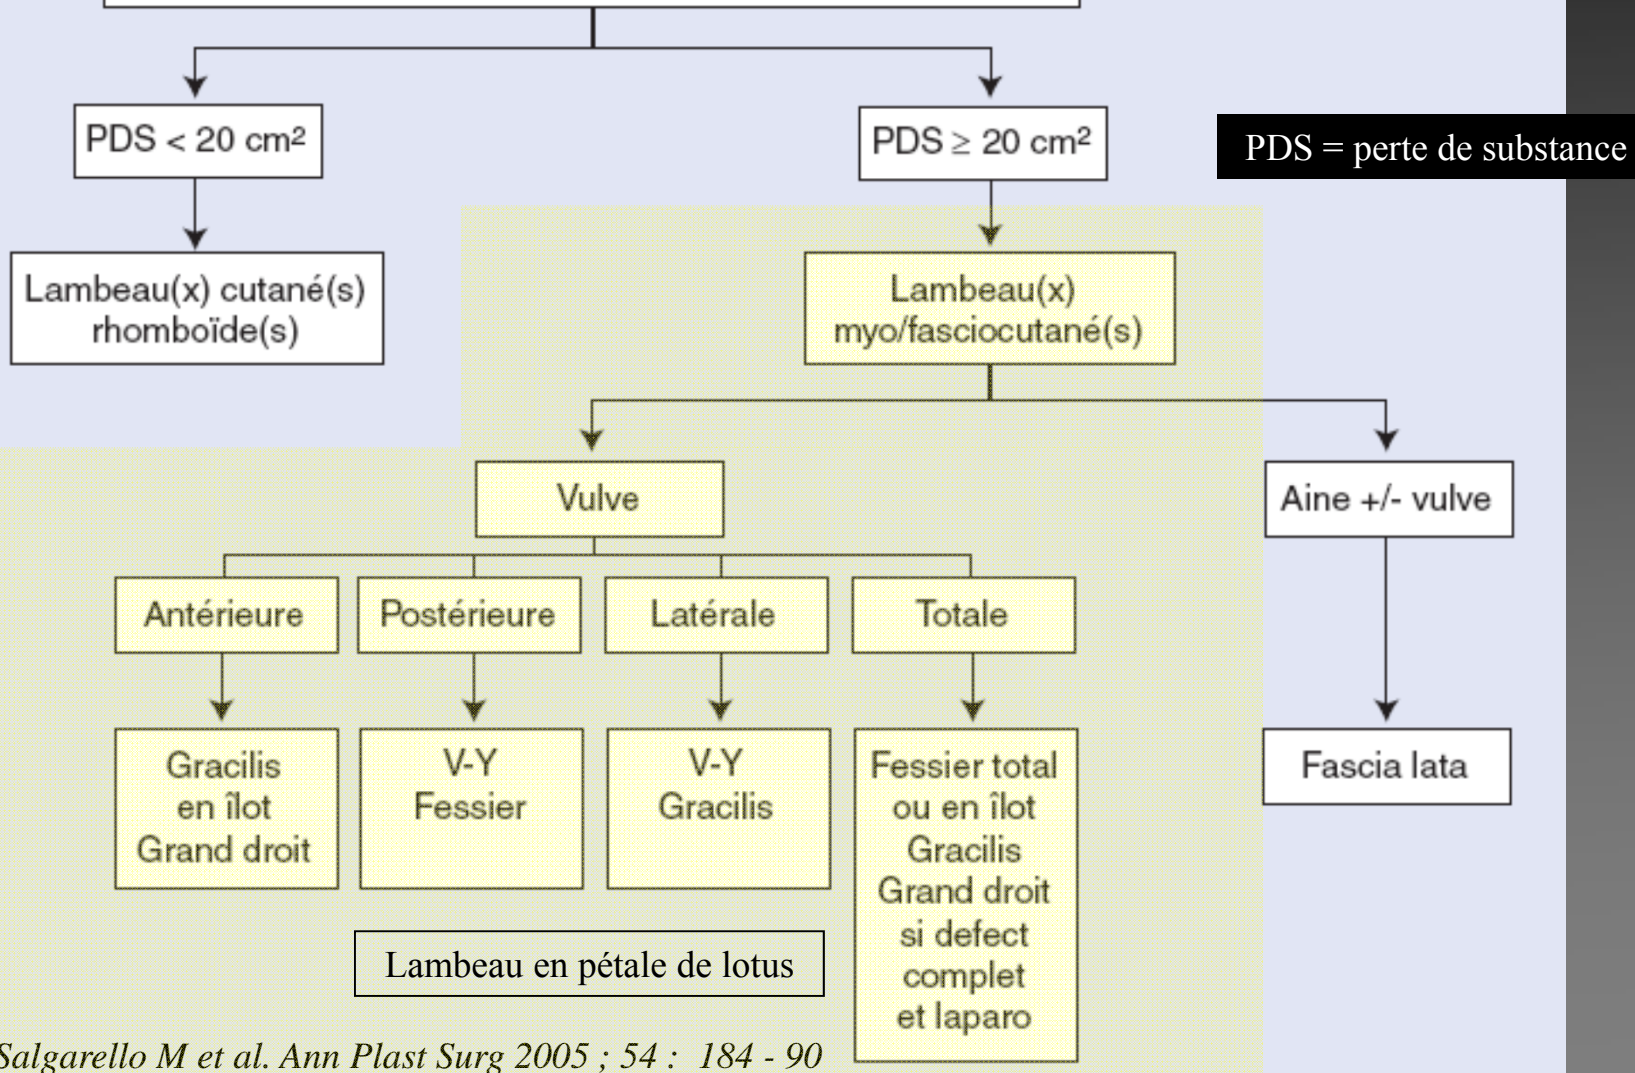 PDS < 20 cm²
PDS ≥ 20 cm²
PDS = perte de substance
Lambeau(x) cutané(s)
rhomboïde(s)
Lambeau(x)
myo/fasciocutané(s)
Vulve
Aine +/- vulve
Antérieure
Postérieure
Latérale
Totale
Gracilis
en îlot
Grand droit
V-Y
Fessier
V-Y
Gracilis
Fessier total
ou en îlot
Gracilis
Grand droit
si defect
complet
et laparo
Fascia lata
Lambeau en pétale de lotus
Salgarello M et al. Ann Plast Surg 2005 ; 54 : 184 - 90